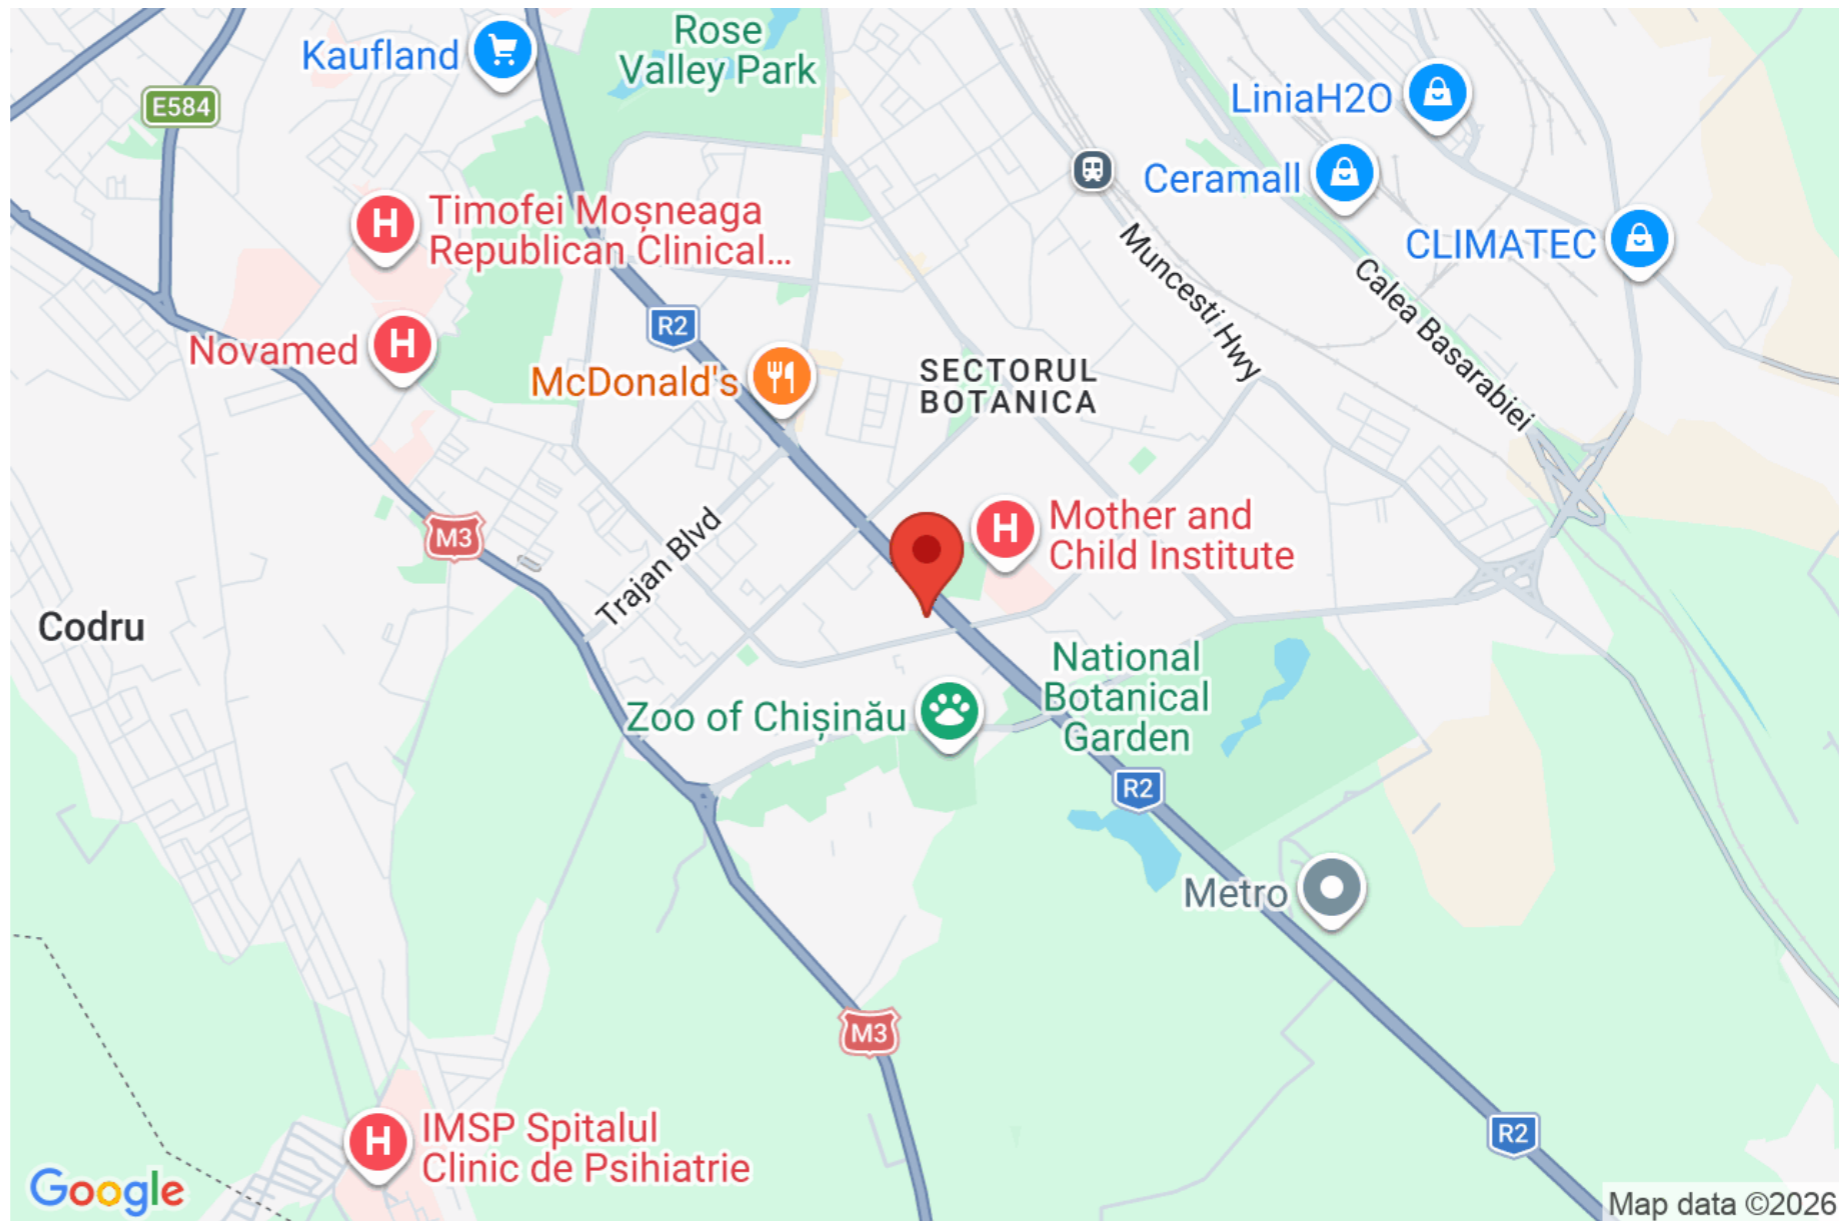 Rose
Valley Park
Kaufland
E584
LiniaH2O
Ceramall
CLIMATEC
Timofei Moșneaga
Republican Clinical...
Muncesti Hwy
Calea Basarabiei
R2
Novamed
McDonald's
SECTORUL
BOTANICA
M3
Trajan Blvd
Mother and
Child Institute
Codru
National
Botanical
Garden
Zoo of Chișinău
R2
Metro
M3
IMSP Spitalul
Clinic de Psihiatrie
R2
Google
Map data ©2026